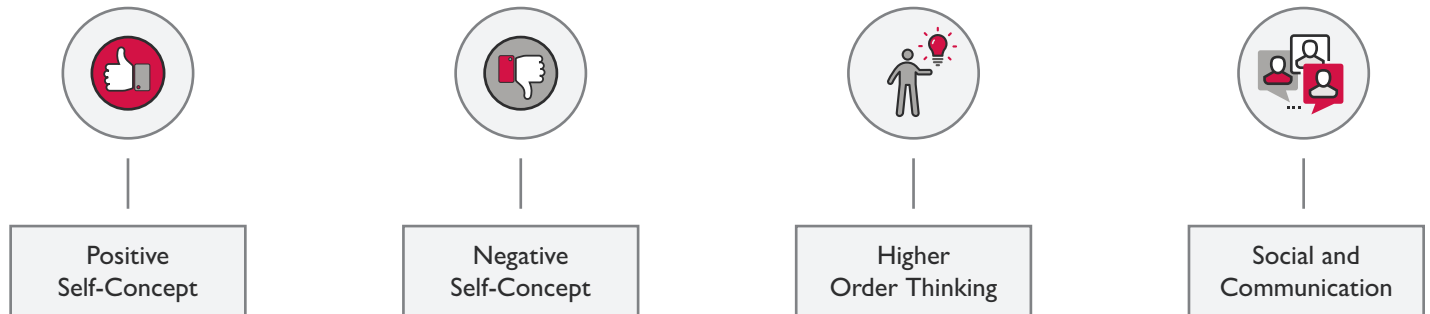 Positive
Self-Concept
Negative
Self-Concept
Higher
Order Thinking
Social and
Communication